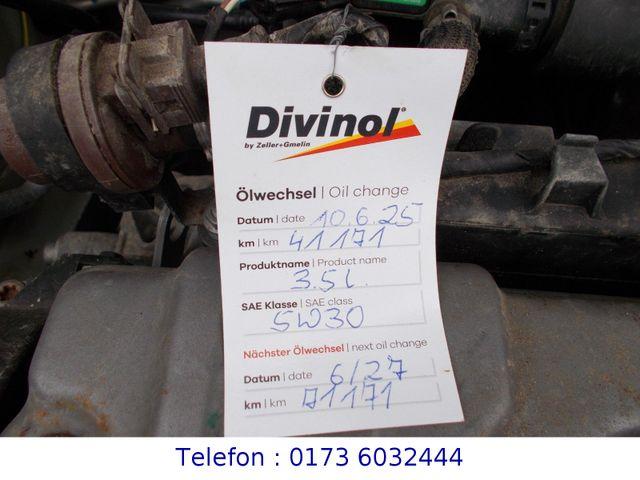 Divinol®
by Zeller+Gmelin
Ölwechsel | Oil change
Datum | date 10.6.25
km | km 41171
Produktname | Product name
3.5L.
SAE Klasse | SAE class
5W30
Nächster Ölwechsel | next oil change
Datum | date 6/27
km | km 71171
Telefon : 0173 6032444